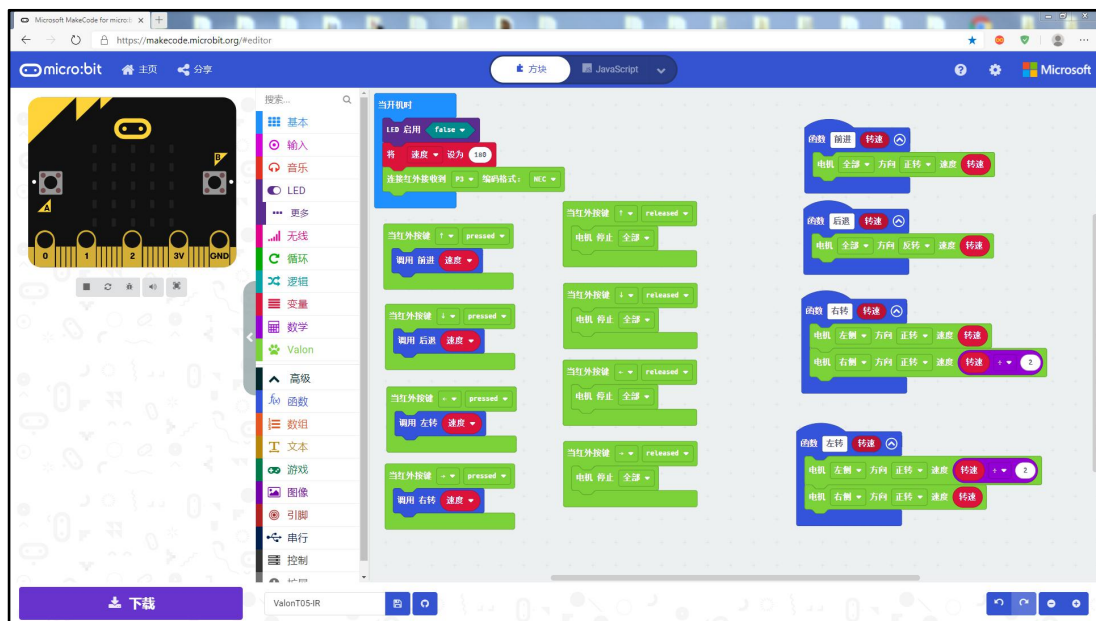 Microsoft MakeCode for micro:b
https://makecode.microbit.org/#editor
micro:bit 主页 分享
方块 JavaScript
Microsoft
B
A
0 1 2 3V GND
搜索...
基本
输入
音乐
LED
更多
无线
循环
逻辑
变量
数学
Valon
高级
函数
数组
文本
游戏
图像
引脚
串行
控制
扩展
当开机时
LED 启用 false
将 速度 设为 180
连接红外接收到 P3 编码格式: NEC
当红外按键 ↑ pressed
调用 前进 速度
当红外按键 ↓ pressed
调用 后退 速度
当红外按键 ← pressed
调用 左转 速度
当红外按键 → pressed
调用 右转 速度
当红外按键 ↑ released
电机 停止 全部
当红外按键 ↓ released
电机 停止 全部
当红外按键 ← released
电机 停止 全部
当红外按键 → released
电机 停止 全部
函数 前进 转速
电机 全部 方向 正转 速度 转速
函数 后退 转速
电机 全部 方向 反转 速度 转速
函数 右转 转速
电机 左侧 方向 正转 速度 转速
电机 右侧 方向 正转 速度 转速 ÷ 2
函数 左转 转速
电机 左侧 方向 正转 速度 转速 ÷ 2
电机 右侧 方向 正转 速度 转速
下载
ValonT05-IR